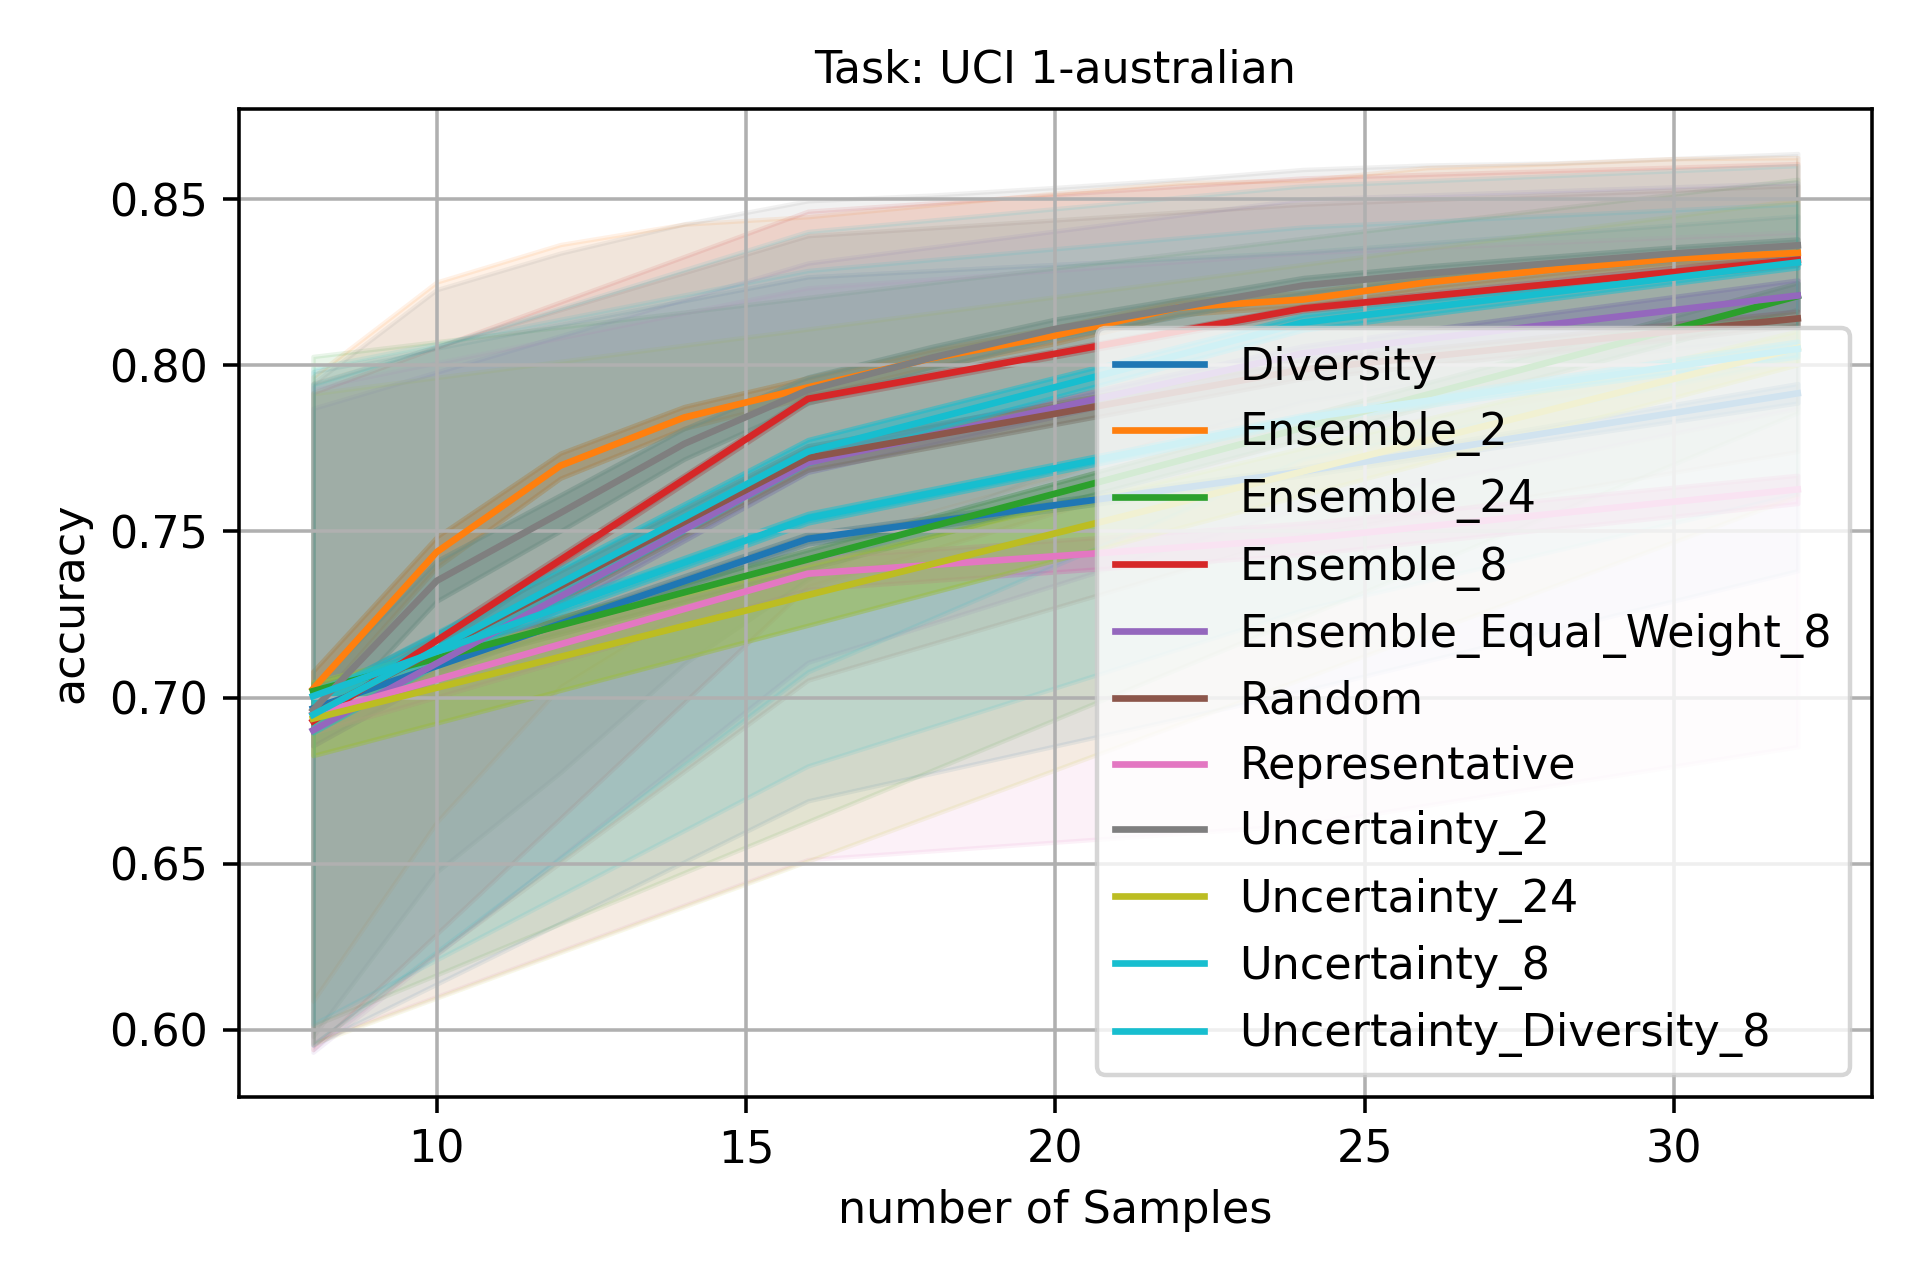 Task: UCI 1-australian
0.85
0.80
0.75
0.70
0.65
0.60
accuracy
10 15 20 25 30
number of Samples
Diversity
Ensemble_2
Ensemble_24
Ensemble_8
Ensemble_Equal_Weight_8
Random
Representative
Uncertainty_2
Uncertainty_24
Uncertainty_8
Uncertainty_Diversity_8